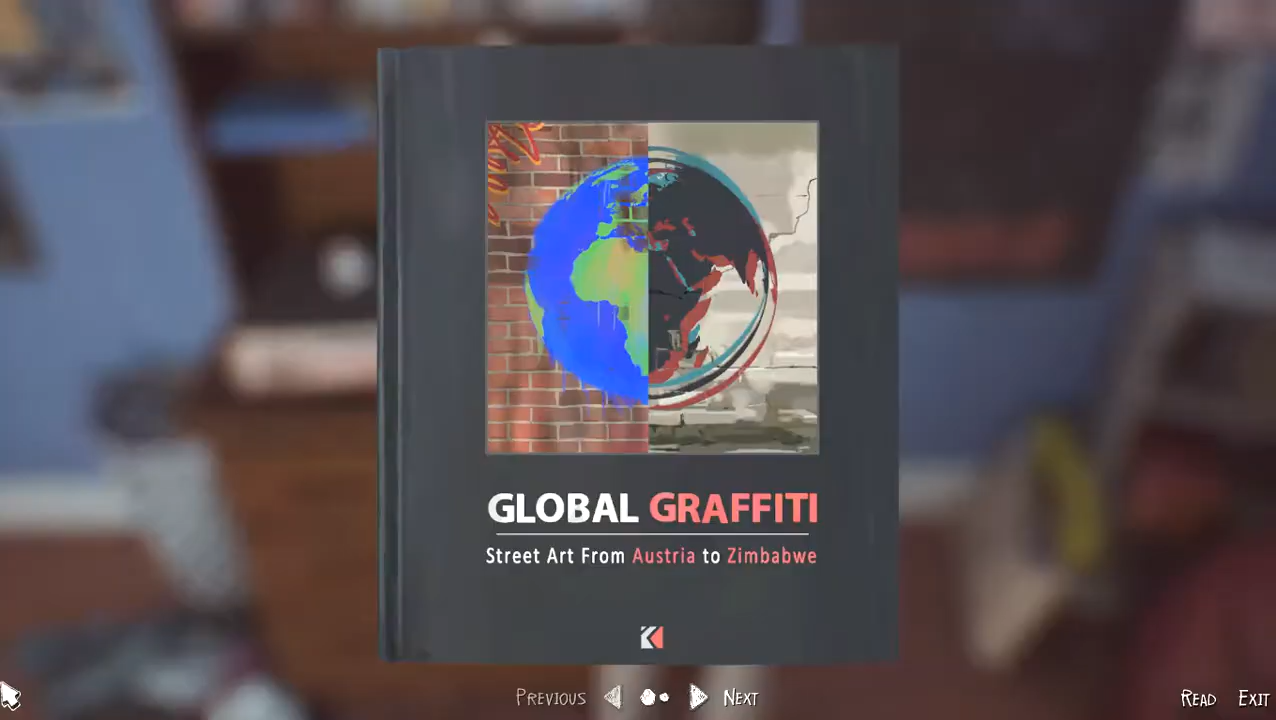 GLOBAL GRAFFITI
Street Art From Austria to Zimbabwe
PREVIOUS NEXT READ EXIT